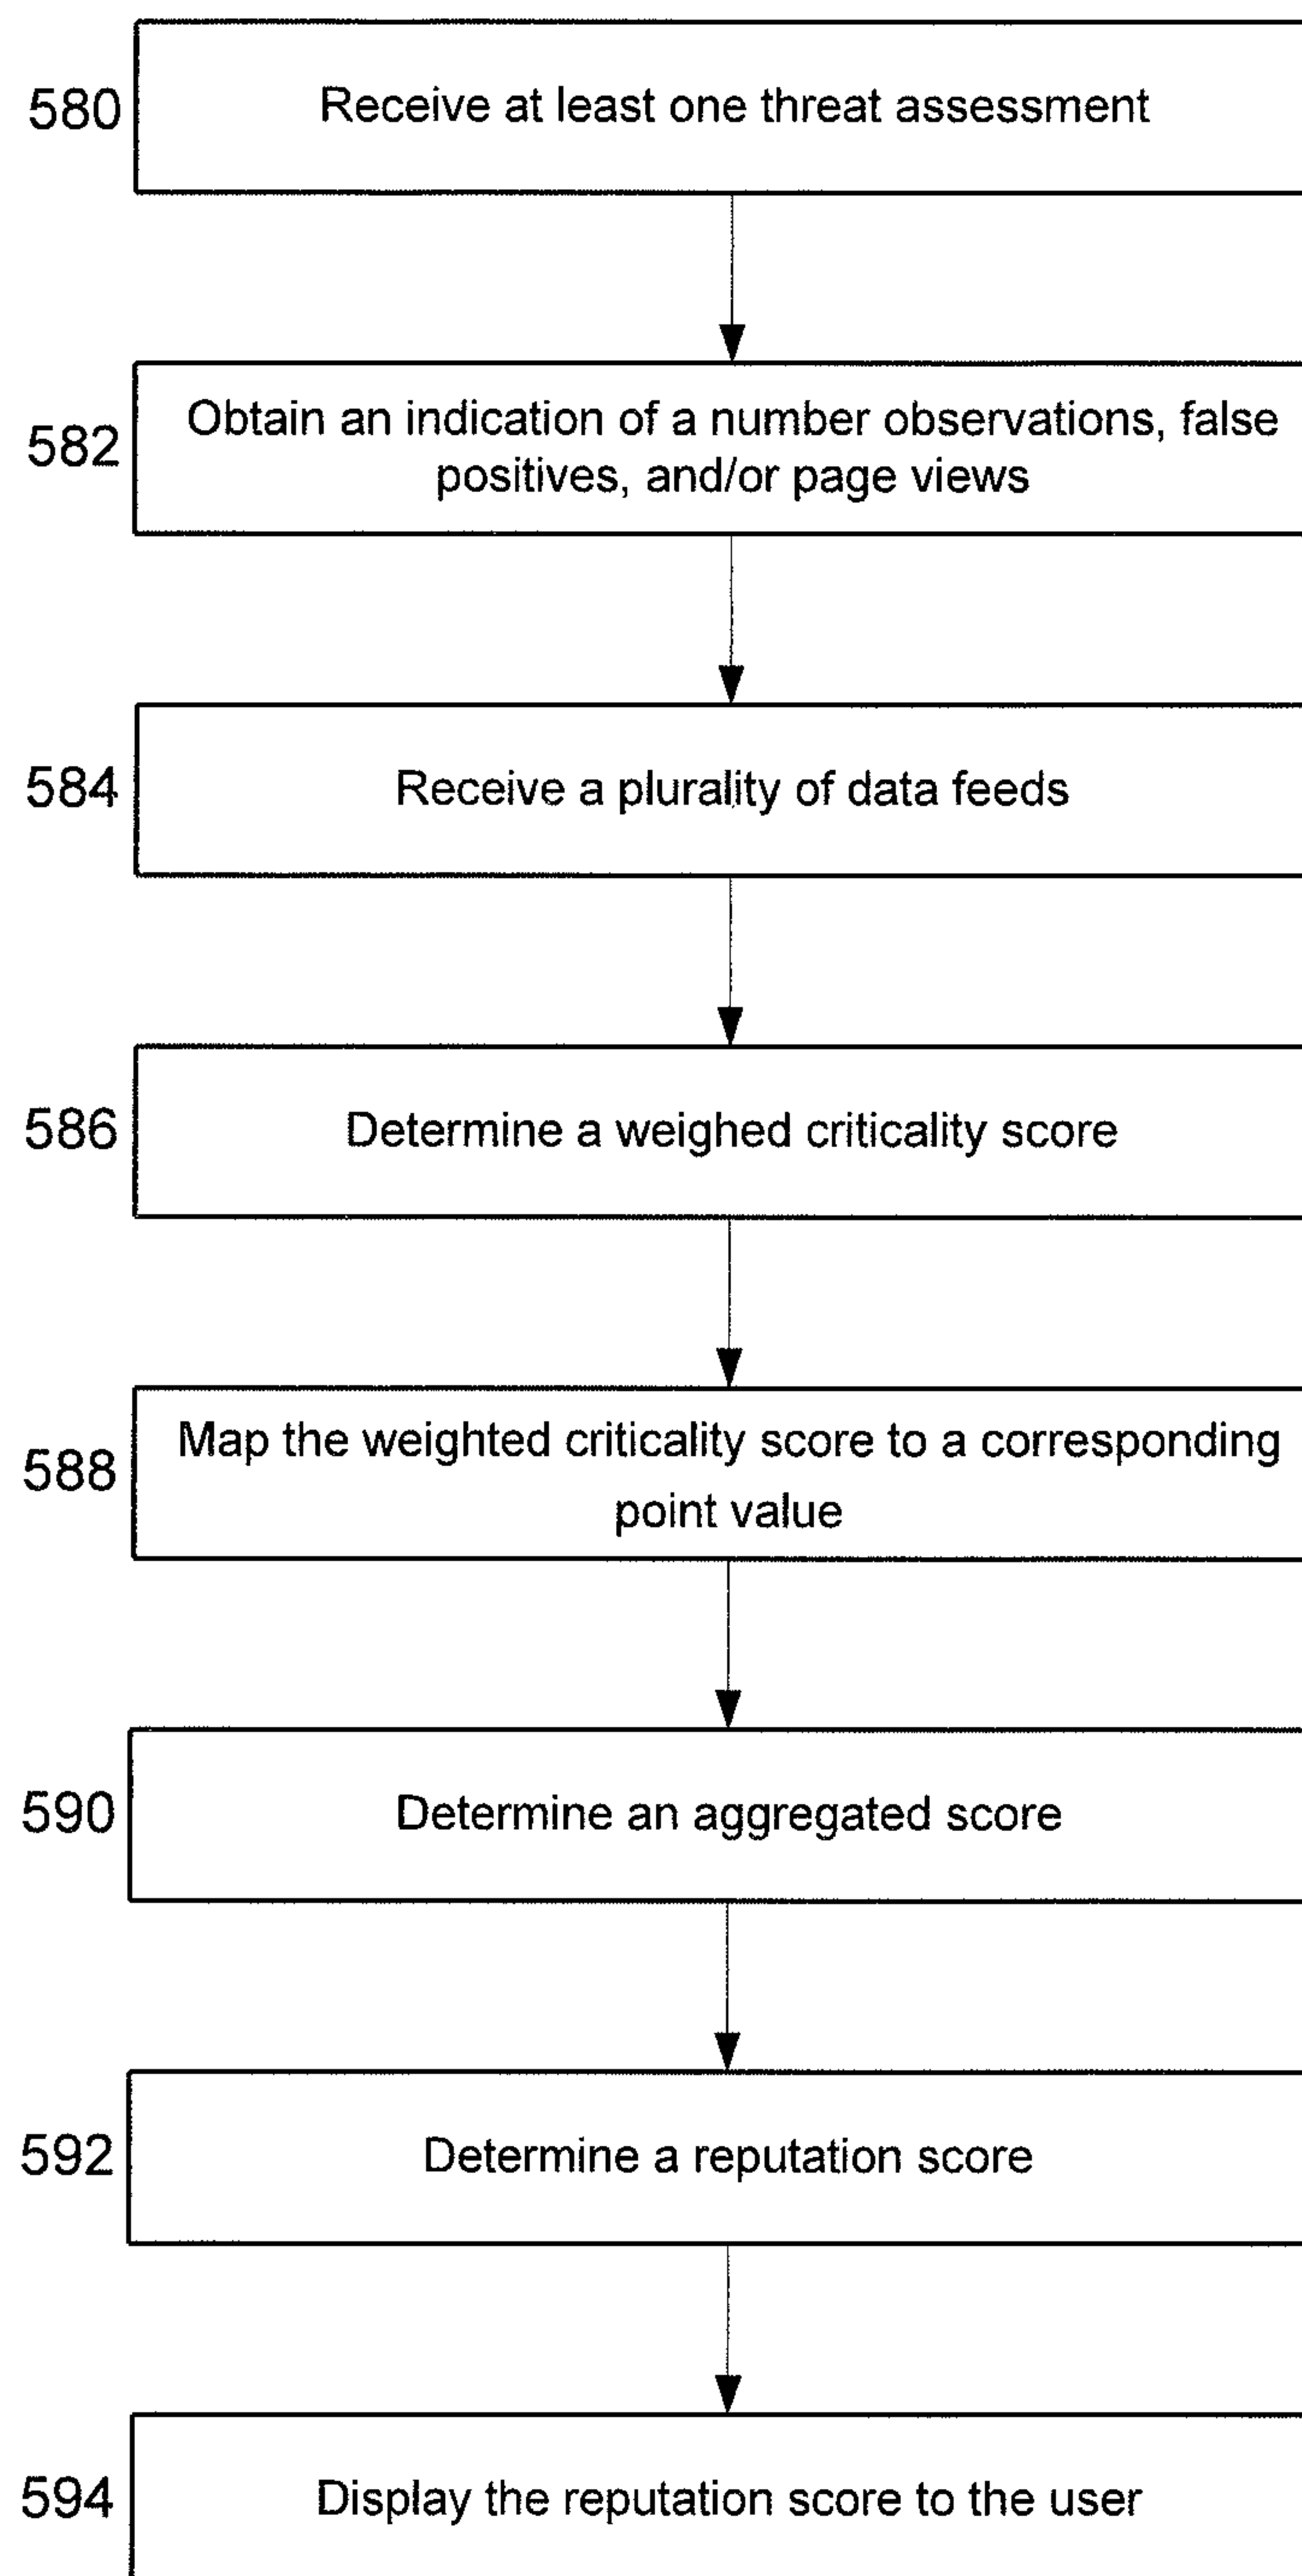 580
Receive at least one threat assessment
582
Obtain an indication of a number observations, false
positives, and/or page views
584
Receive a plurality of data feeds
586
Determine a weighed criticality score
588
Map the weighted criticality score to a corresponding
point value
590
Determine an aggregated score
592
Determine a reputation score
594
Display the reputation score to the user